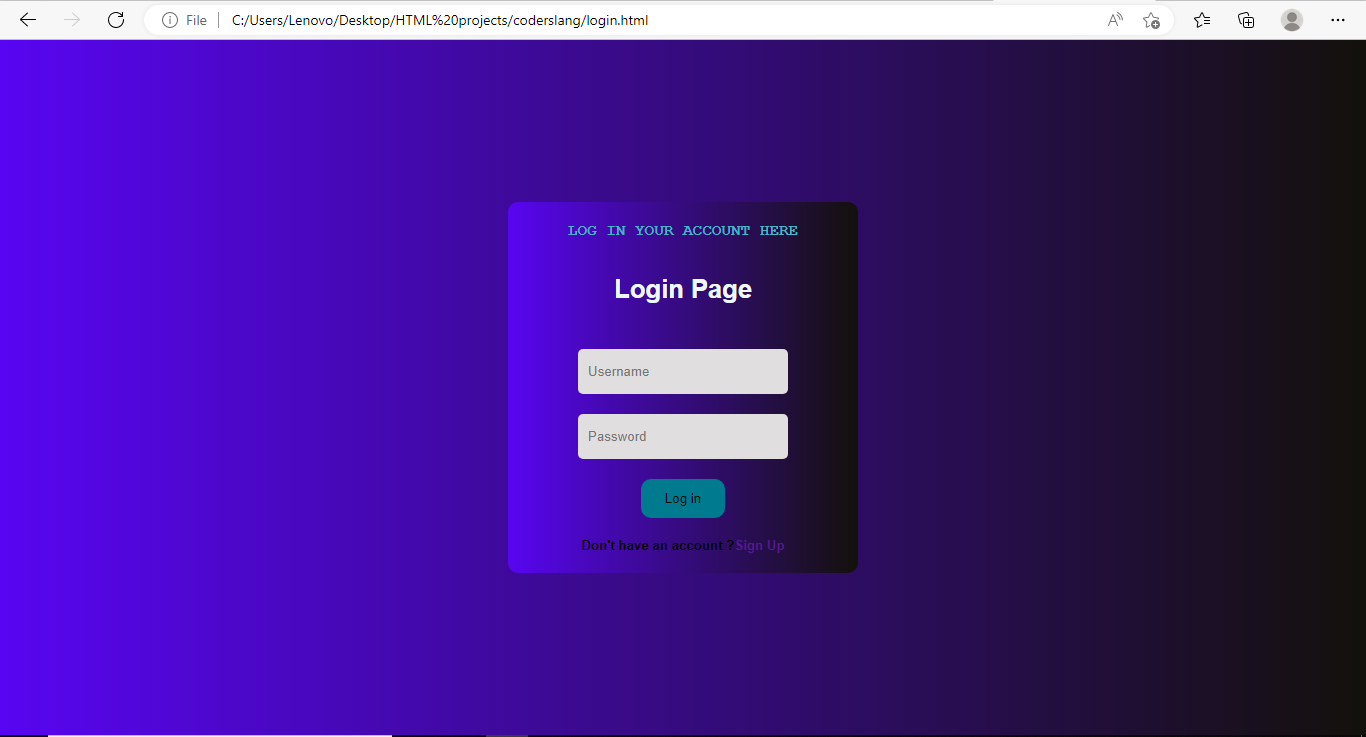 File
C:/Users/Lenovo/Desktop/HTML%20projects/coderslang/login.html
LOG IN YOUR ACCOUNT HERE
Login Page
Username
Password
Log in
Don't have an account ?Sign Up